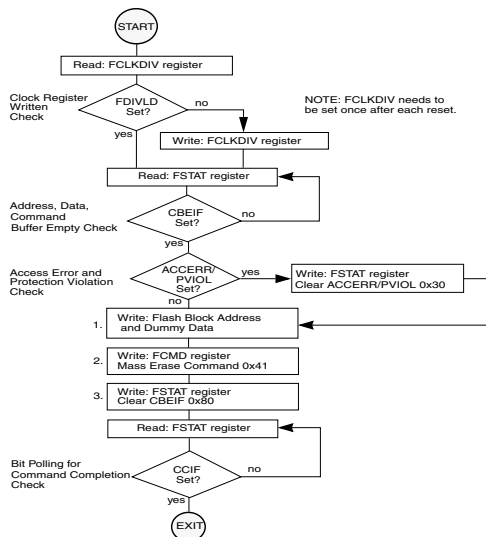 START
Read: FCLKDIV register
Clock Register
Written
Check
FDIVLD
Set?
no
yes
NOTE: FCLKDIV needs to
be set once after each reset.
Write: FCLKDIV register
Read: FSTAT register
Address, Data,
Command
Buffer Empty Check
CBEIF
Set?
no
yes
Access Error and
Protection Violation
Check
ACCERR/
PVIOL
Set?
yes
no
Write: FSTAT register
Clear ACCERR/PVIOL 0x30
1.
Write: Flash Block Address
and Dummy Data
2.
Write: FCMD register
Mass Erase Command 0x41
3.
Write: FSTAT register
Clear CBEIF 0x80
Read: FSTAT register
Bit Polling for
Command Completion
Check
CCIF
Set?
no
yes
EXIT